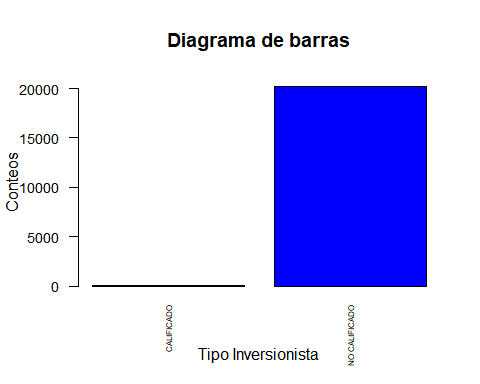 Diagrama de barras
20000
15000
10000
5000
0
Conteos
CALIFICADO
NO CALIFICADO
Tipo Inversionista